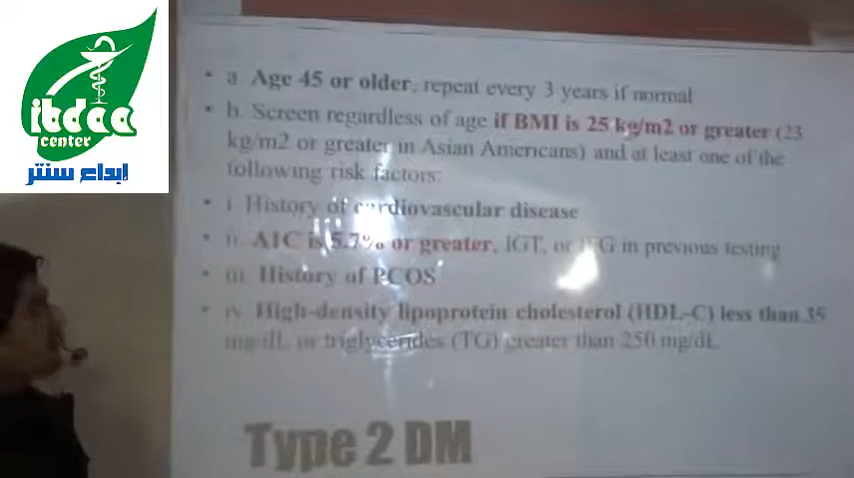 ibdaa
center
إبداع سنتر
• a. Age 45 or older, repeat every 3 years if normal
• b. Screen regardless of age if BMI is 25 kg/m2 or greater (23
kg/m2 or greater in Asian Americans) and at least one of the
following risk factors:
• i. History of cardiovascular disease
• ii. A1C is 5.7% or greater, IGT, or IFG in previous testing
• iii. History of PCOS
• iv. High-density lipoprotein cholesterol (HDL-C) less than 35
mg/dL or triglycerides (TG) greater than 250 mg/dL
Type 2 DM